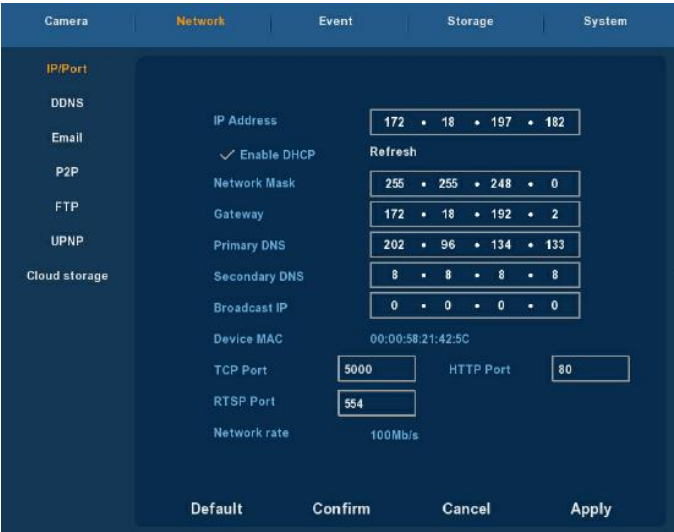 Camera Network Event Storage System
IP/Port
DDNS
Email
P2P
FTP
UPNP
Cloud storage
IP Address 172 • 18 • 197 • 182
Enable DHCP Refresh
Network Mask 255 • 255 • 248 • 0
Gateway 172 • 18 • 192 • 2
Primary DNS 202 • 96 • 134 • 133
Secondary DNS 8 • 8 • 8 • 8
Broadcast IP 0 • 0 • 0 • 0
Device MAC 00:00:58:21:42:5C
TCP Port 5000 HTTP Port 80
RTSP Port 554
Network rate 100Mb/s
Default Confirm Cancel Apply